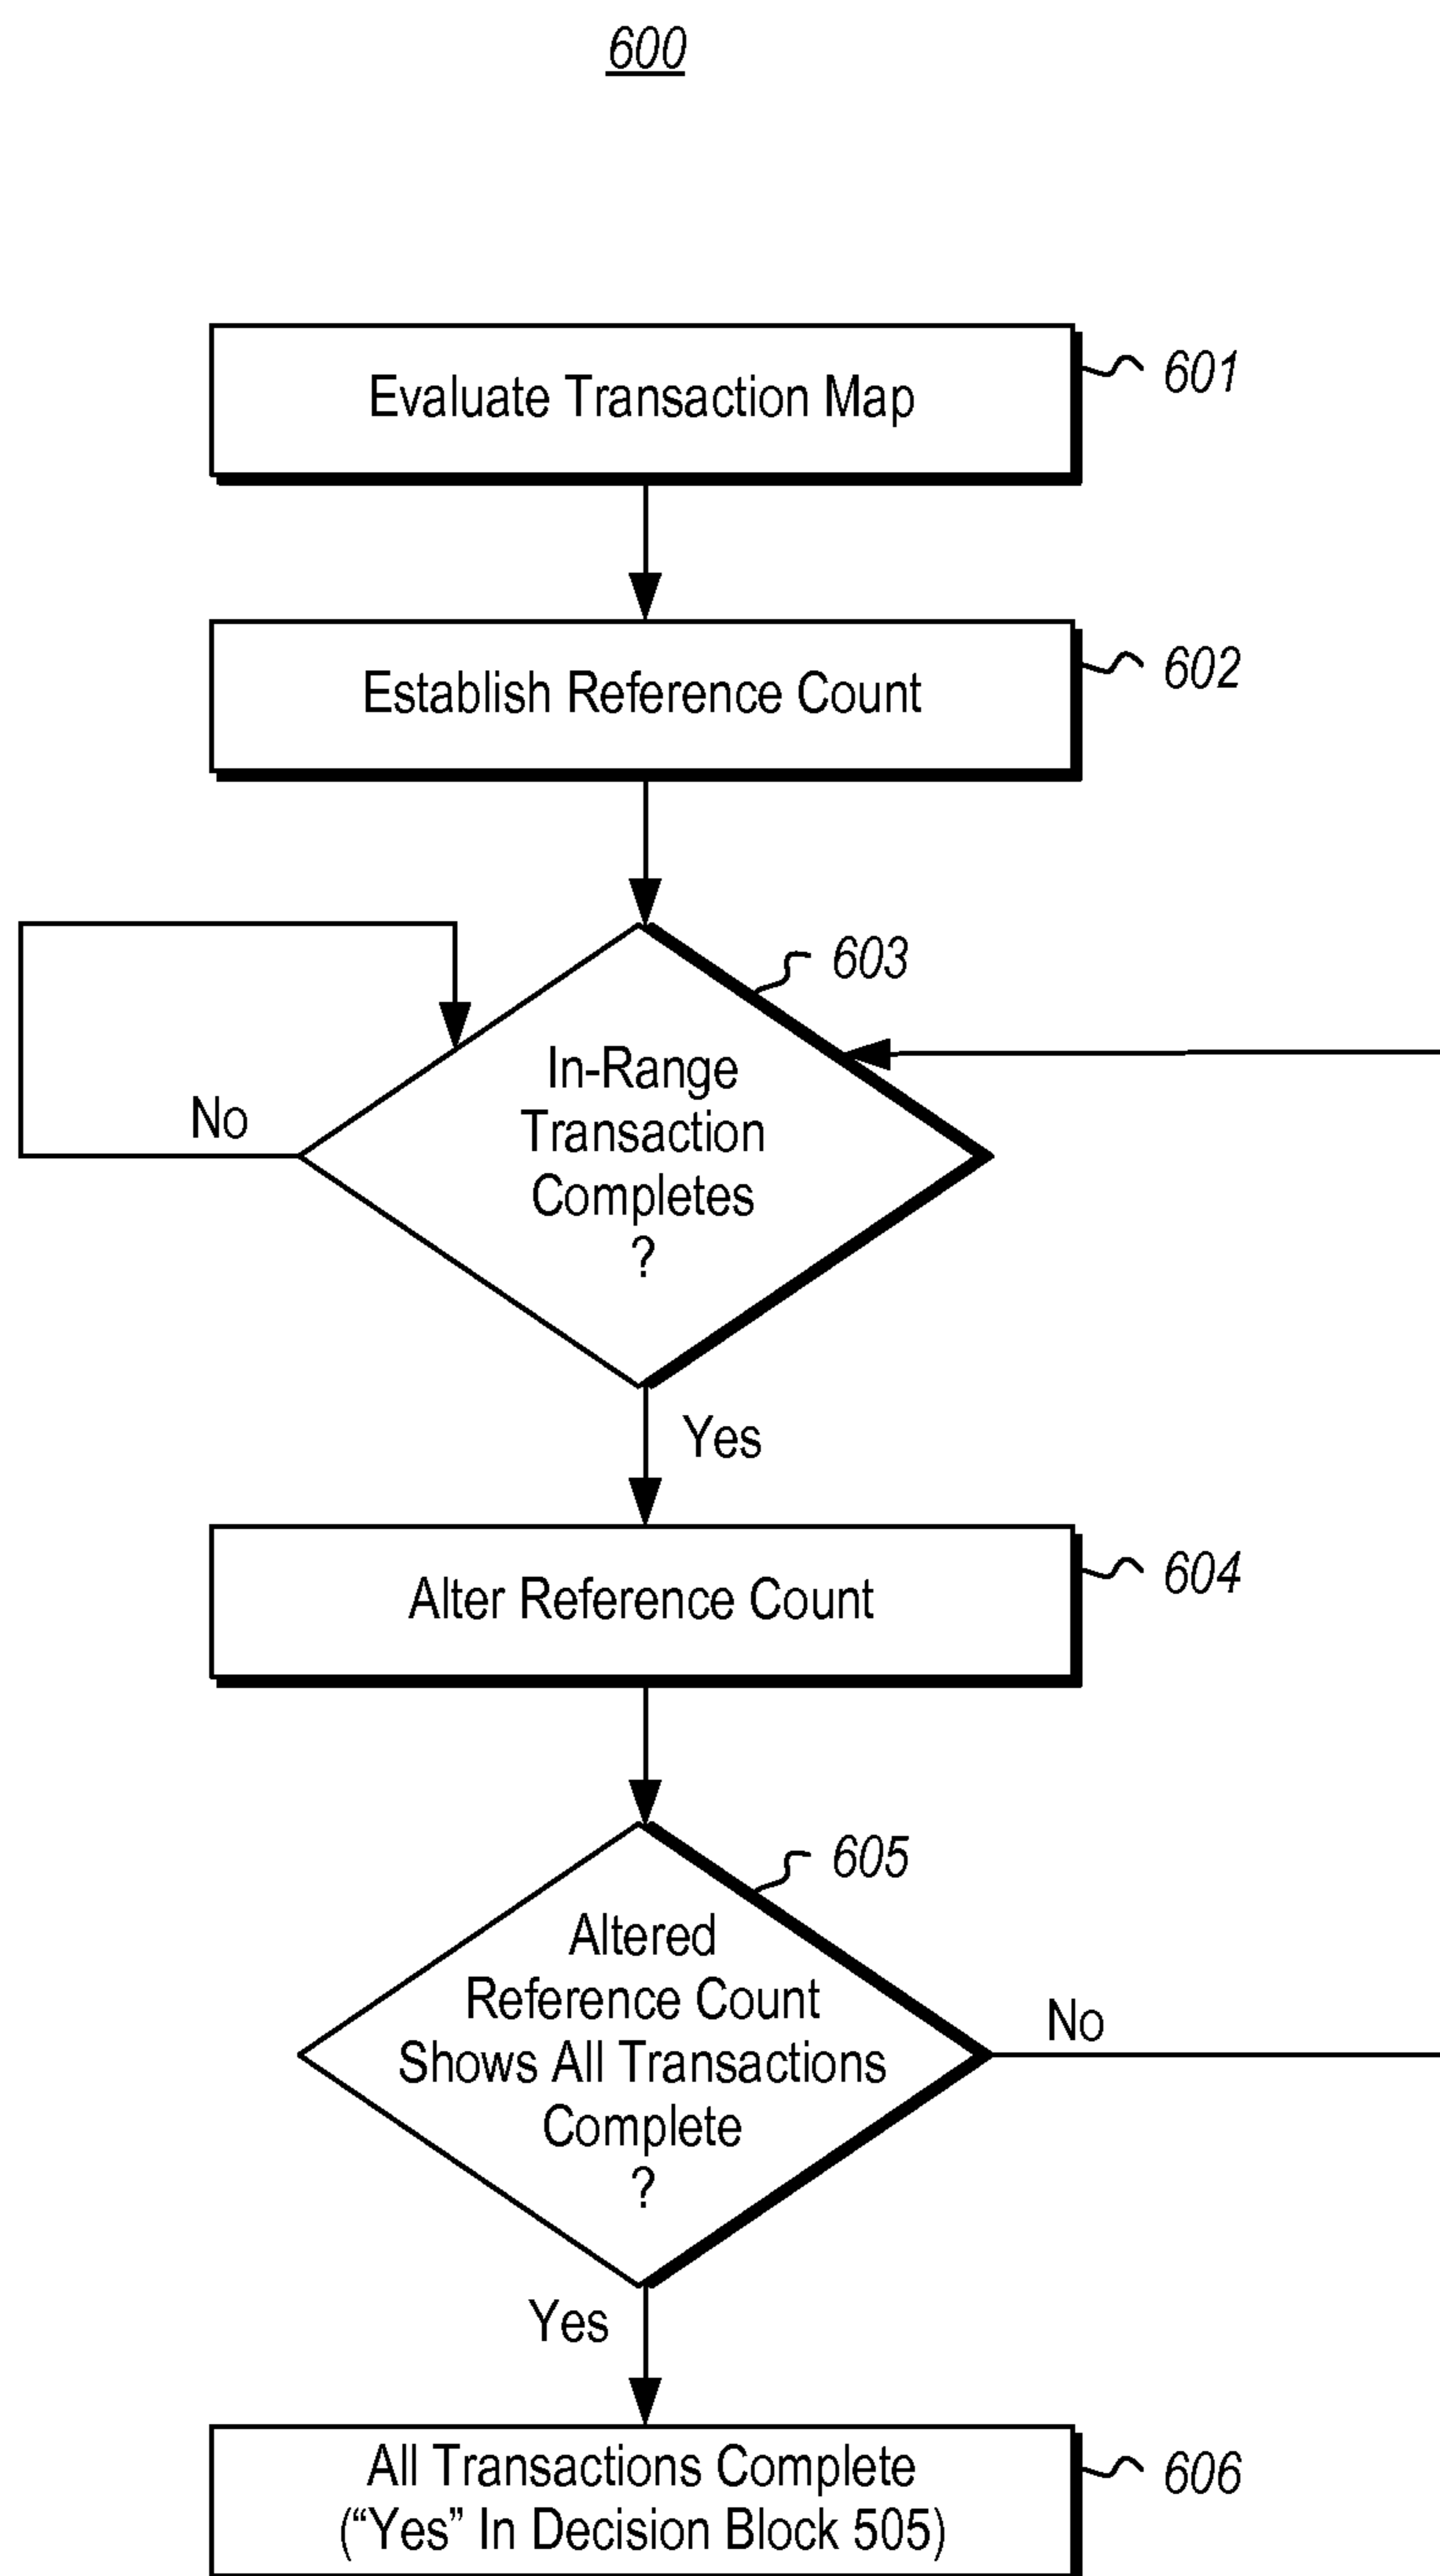 600
Evaluate Transaction Map
601
Establish Reference Count
602
603
In-Range
Transaction
Completes
?
No
Yes
Alter Reference Count
604
605
Altered
Reference Count
Shows All Transactions
Complete
?
No
Yes
All Transactions Complete
(“Yes” In Decision Block 505)
606